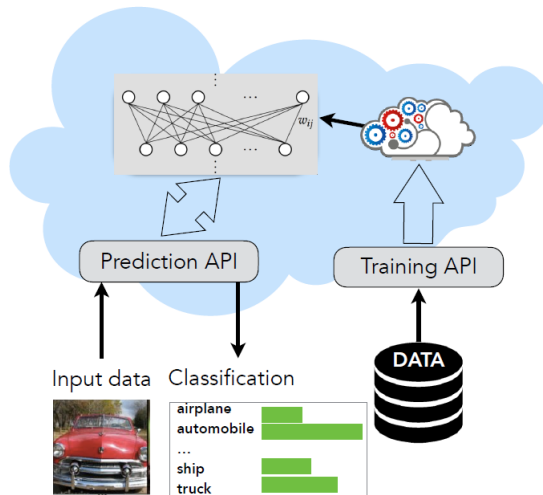 ...
w_ij
...
Prediction API
Training API
DATA
Input data
Classification
airplane
automobile
...
ship
truck